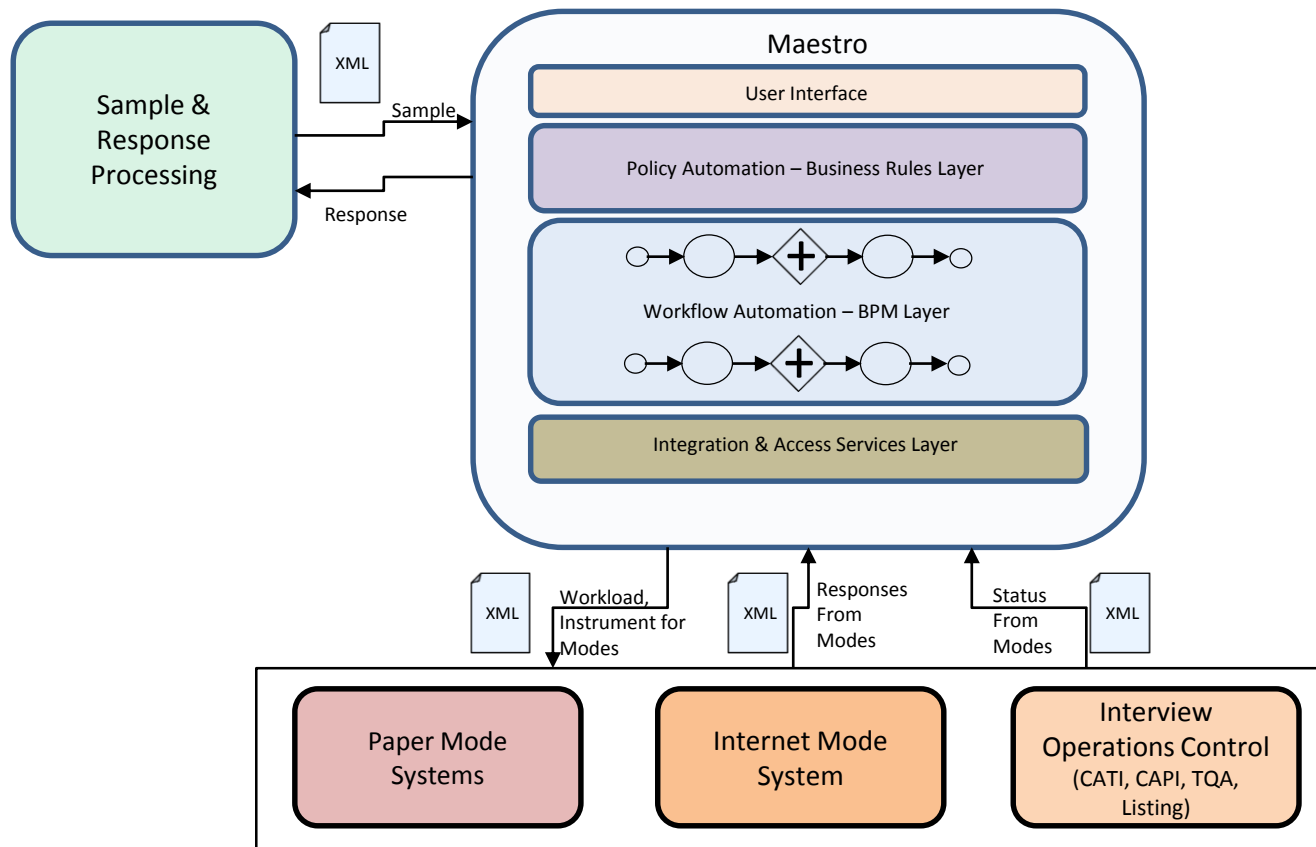 Sample &
Response
Processing
XML
Sample
Response
Maestro
User Interface
Policy Automation – Business Rules Layer
Workflow Automation – BPM Layer
Integration & Access Services Layer
XML
Workload,
Instrument for
Modes
XML
Responses
From
Modes
Status
From
Modes
XML
Paper Mode
Systems
Internet Mode
System
Interview
Operations Control
(CATI, CAPI, TQA,
Listing)